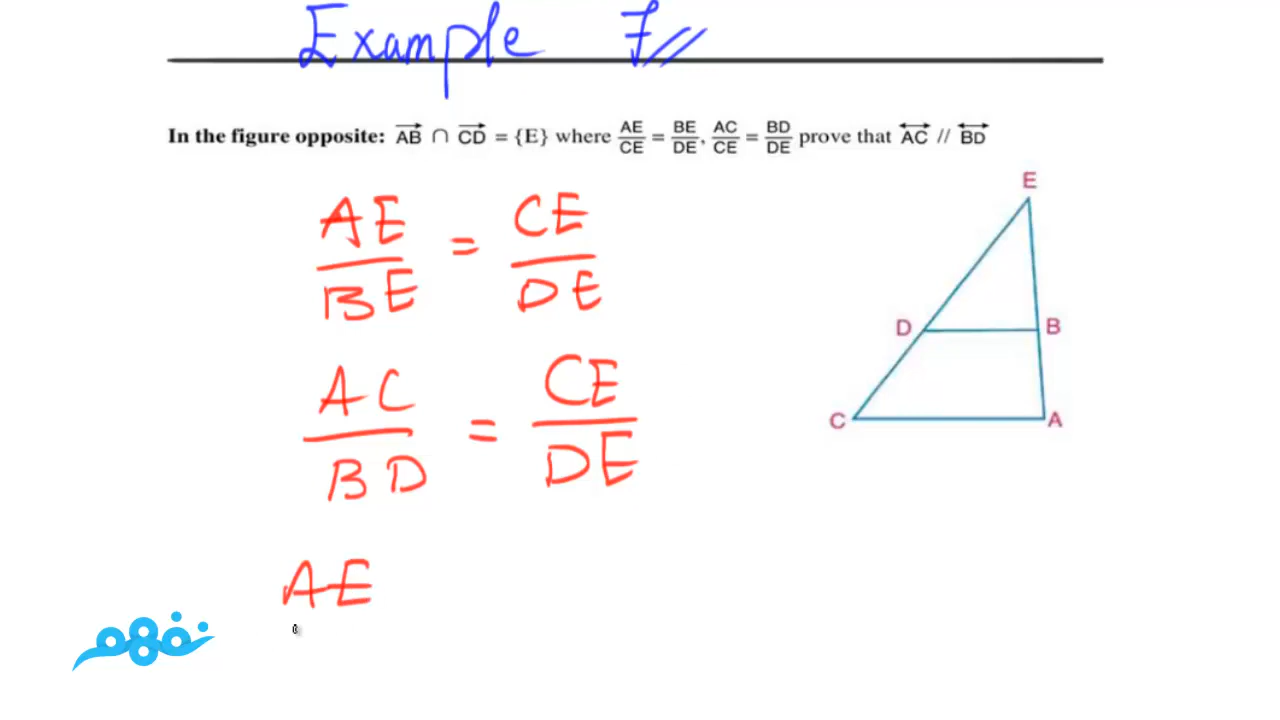 Example 7
In the figure opposite: AB ∩ CD = {E} where AE/CE = BE/DE, AC/CE = BD/DE prove that AC // BD
E
AE/BE = CE/DE
D B
AC/BD = CE/DE
C A
AE
نفهم